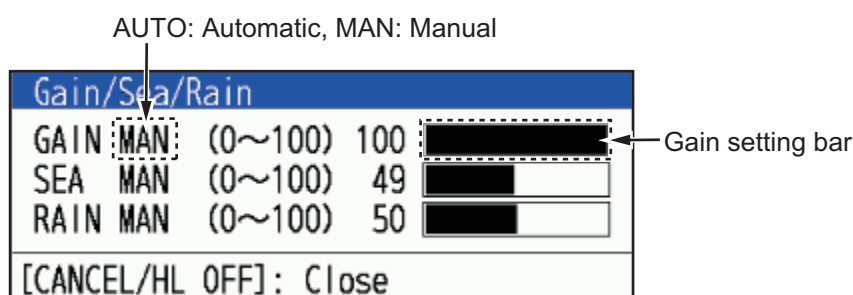 AUTO: Automatic, MAN: Manual
Gain/Sea/Rain
GAIN MAN (0~100) 100
Gain setting bar
SEA MAN (0~100) 49
RAIN MAN (0~100) 50
[CANCEL/HL OFF]: Close